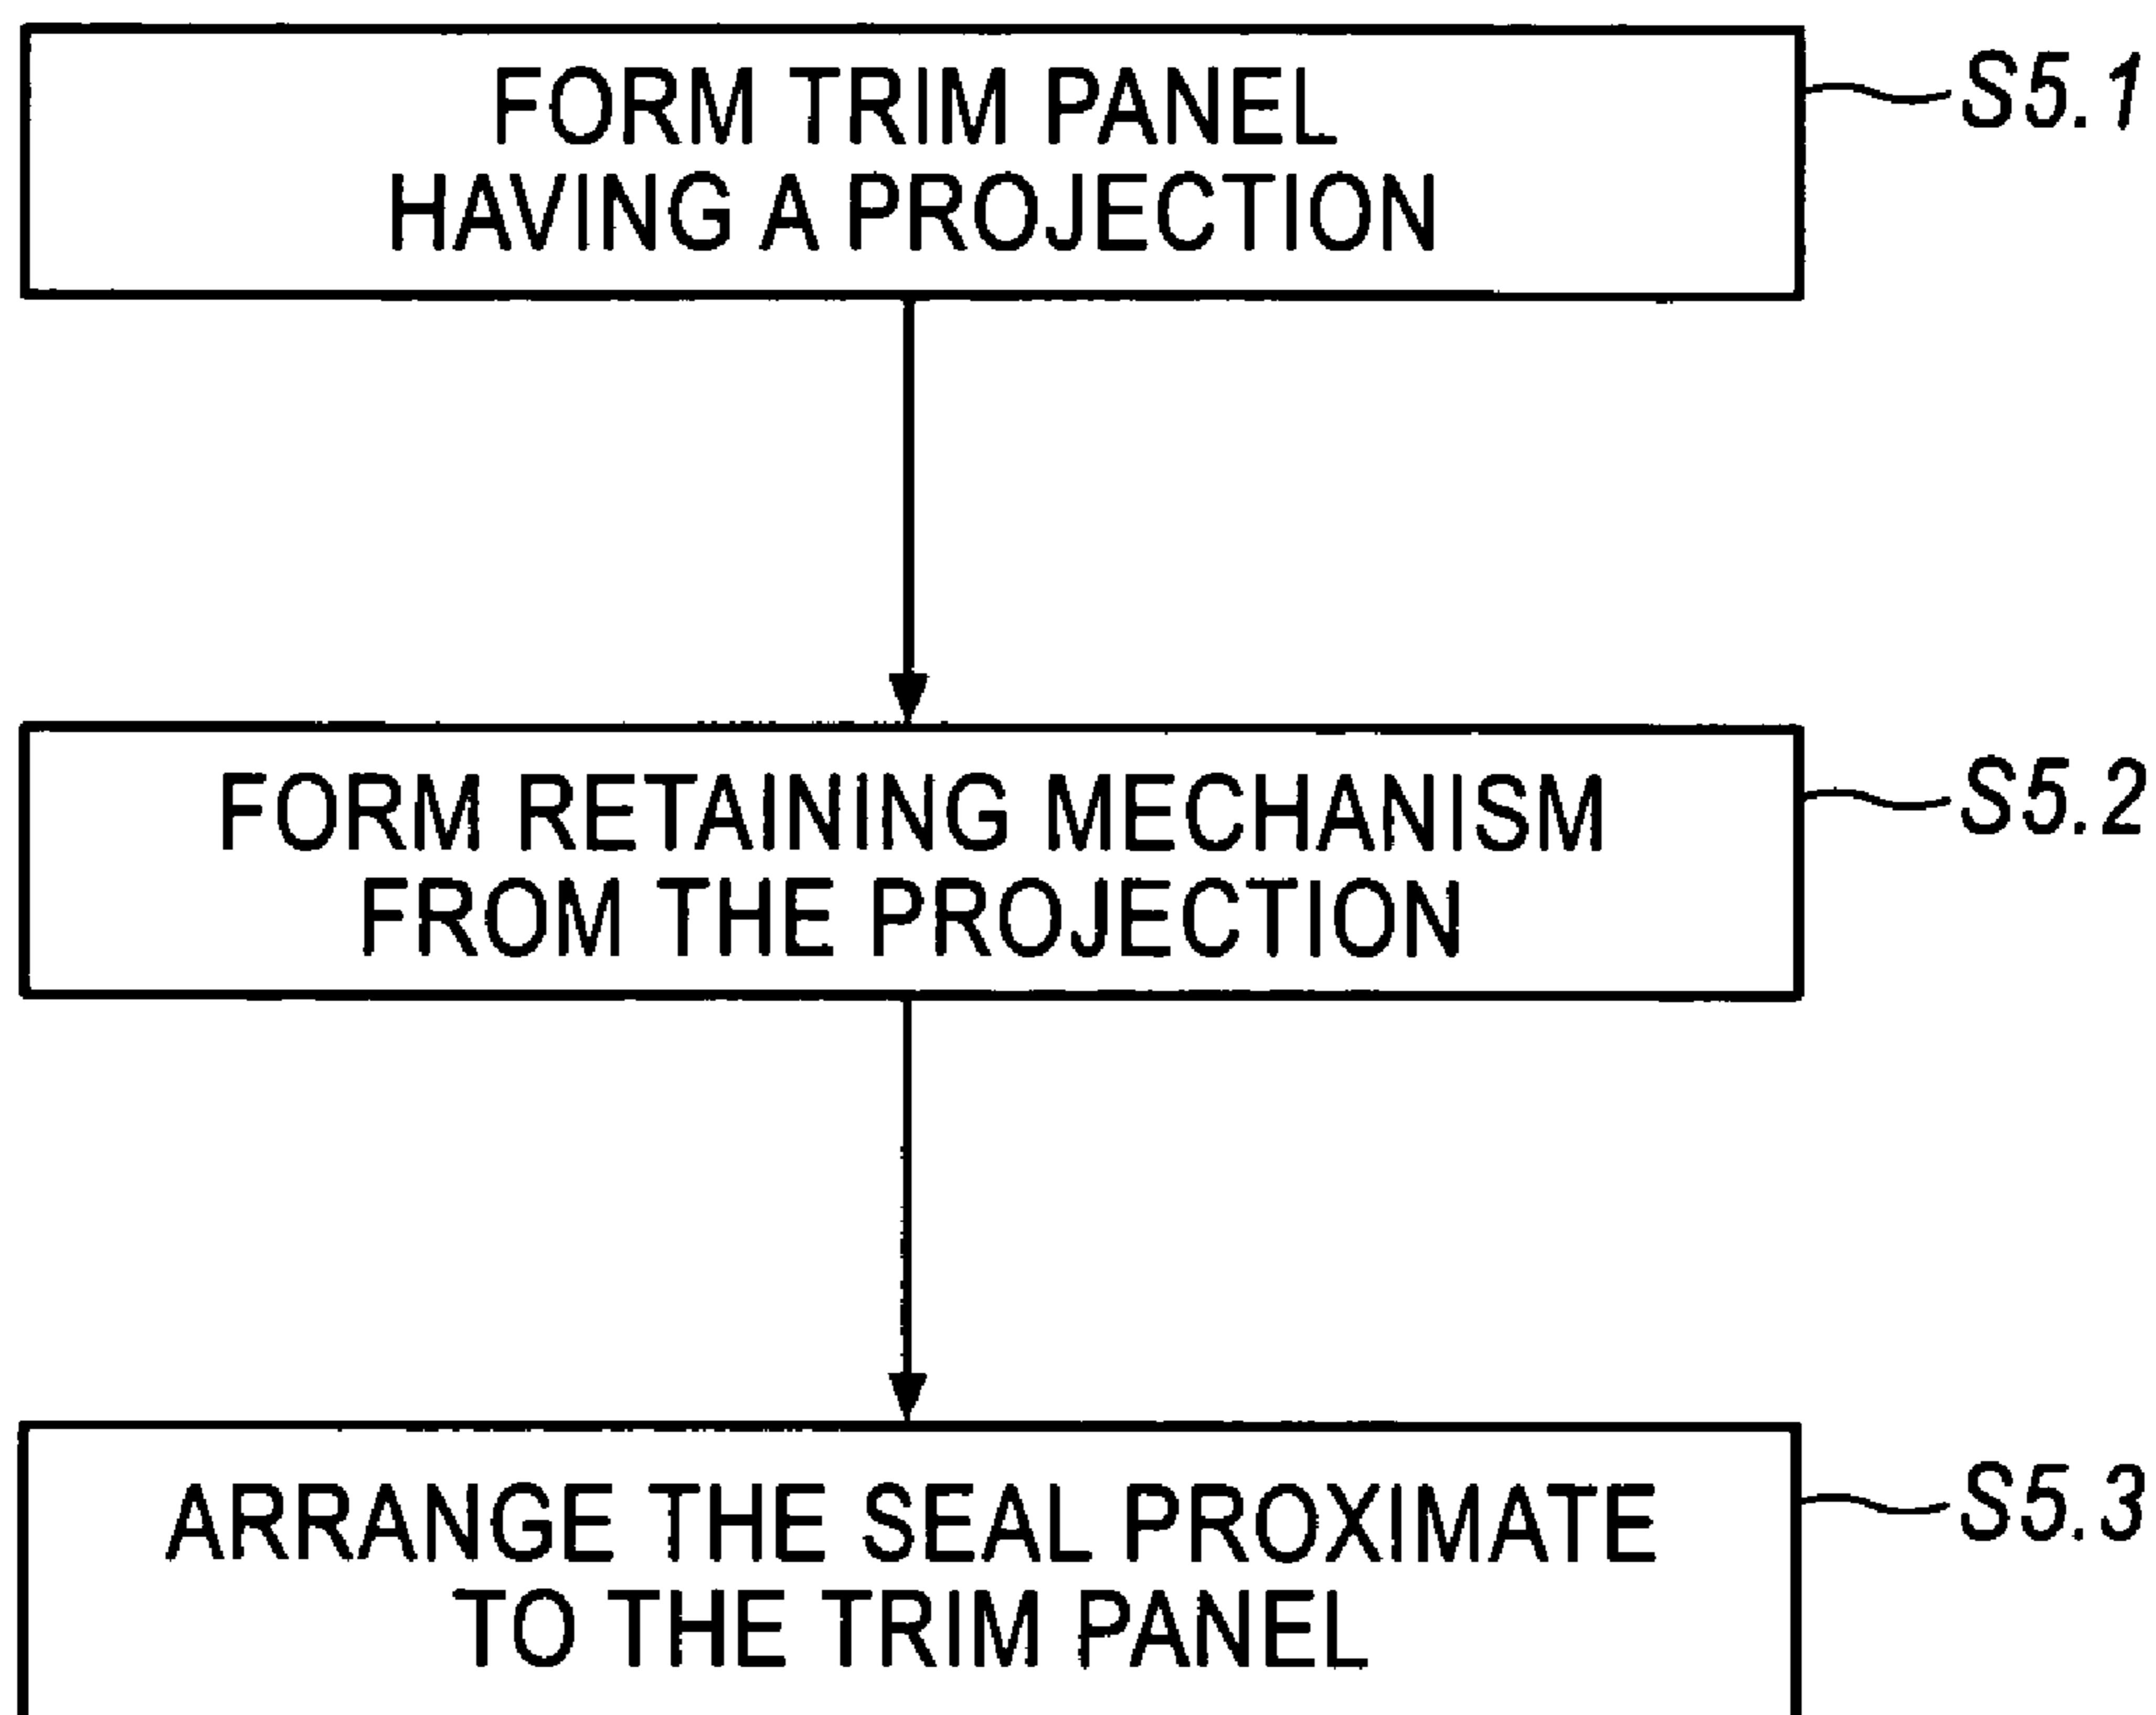 FORM TRIM PANEL
HAVING A PROJECTION
S5.1
FORM RETAINING MECHANISM
FROM THE PROJECTION
S5.2
ARRANGE THE SEAL PROXIMATE
TO THE TRIM PANEL
S5.3